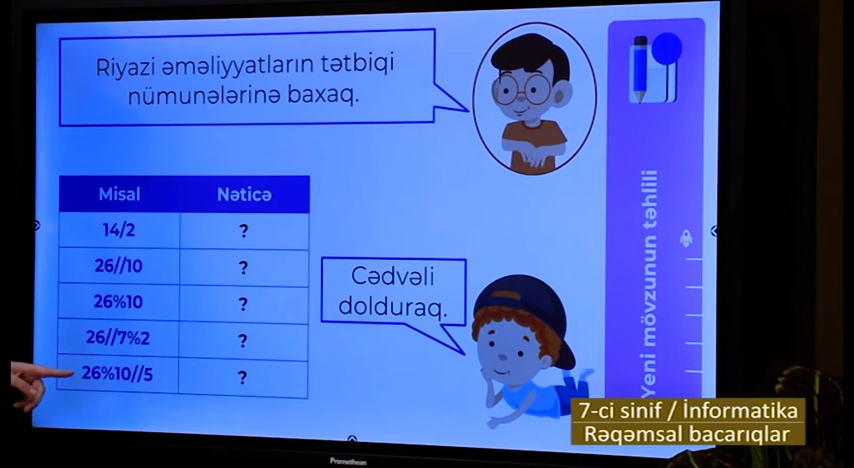 Riyazi əməliyyatların tətbiqi
nümunələrinə baxaq.
Misal Nəticə
14/2 ?
26//10 ?
26%10 ?
26//7%2 ?
26%10//5 ?
Cədvəli
dolduraq.
Yeni mövzunun təhlili
7-ci sinif / İnformatika
Rəqəmsal bacarıqlar
Promethean